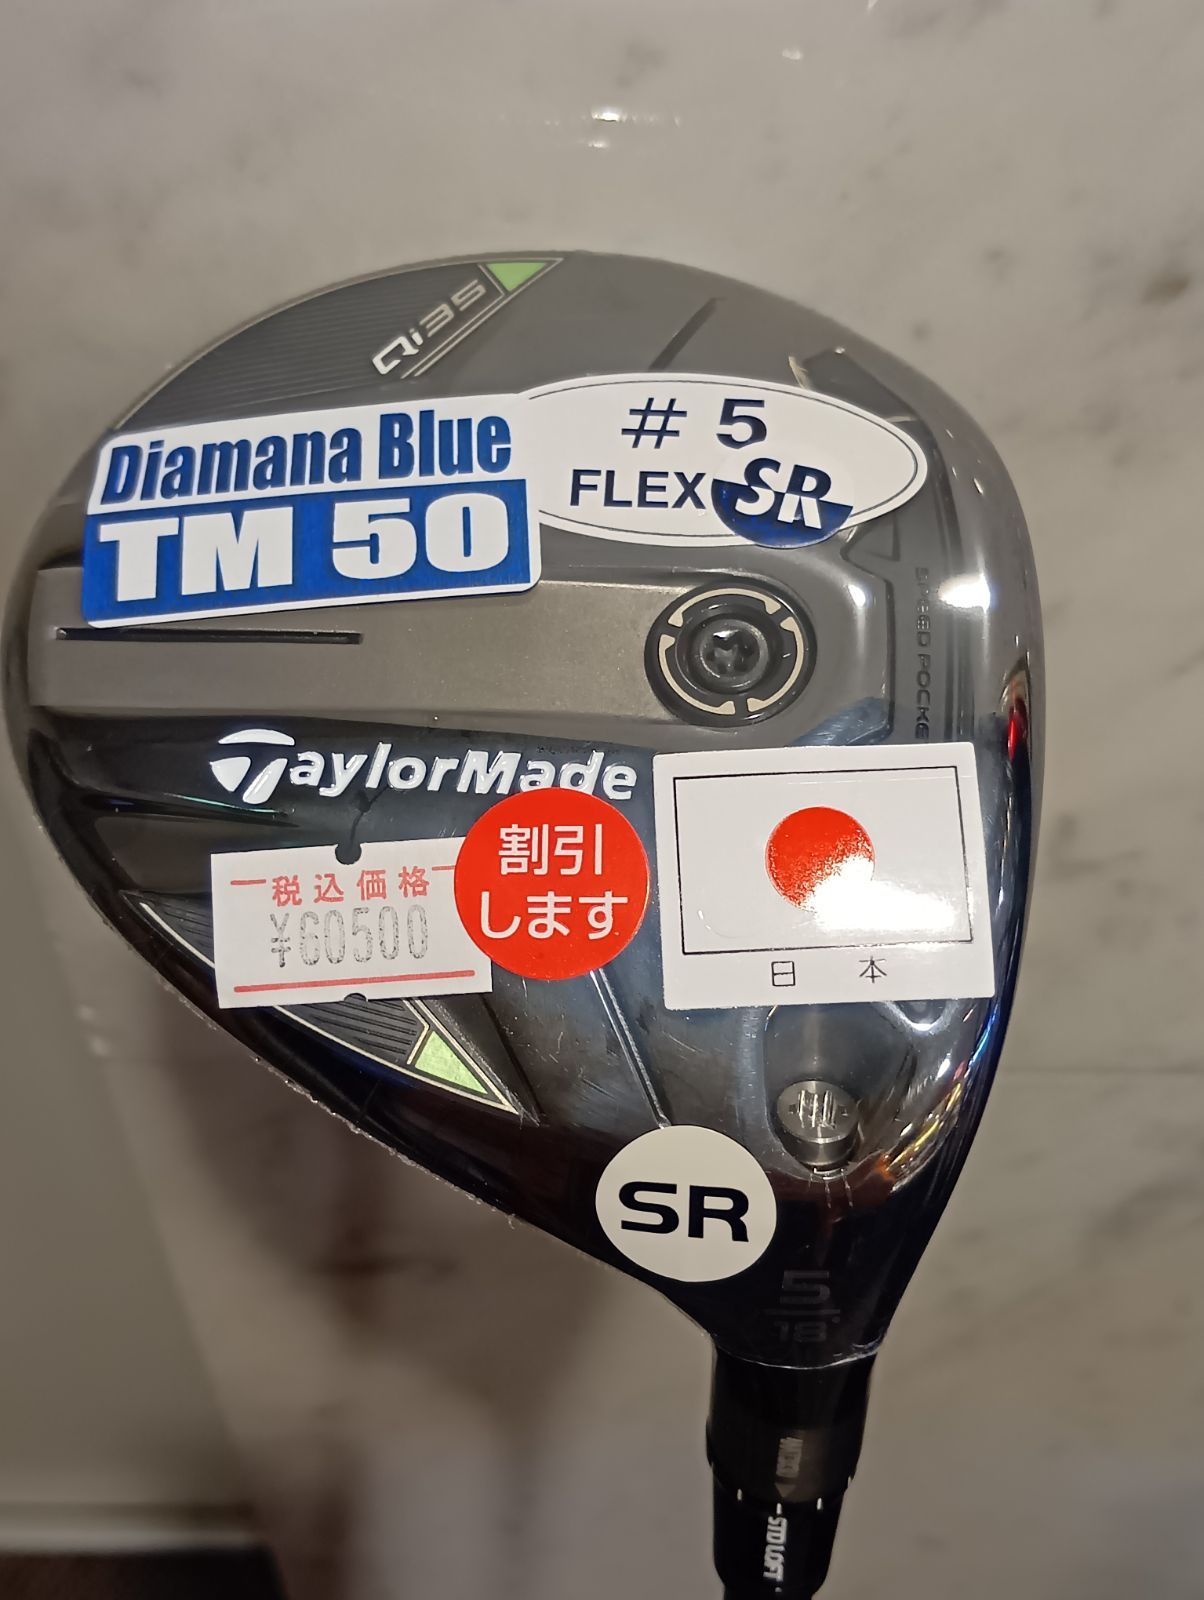 Qi35
Diamana Blue
TM 50
# 5
FLEX SR
SPEED POCKE
TaylorMade
税込価格
¥60500
割引
します
日本
SR
5
18°
STD LOFT